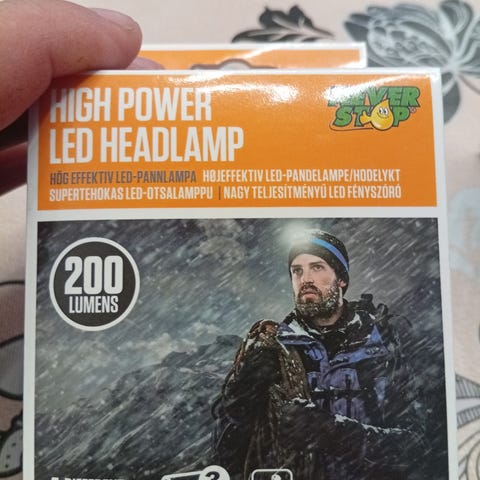 HIGH POWER
LED HEADLAMP
NEVER
STOP
HÖG EFFEKTIV LED-PANNLAMPA HØJEFFEKTIV LED-PANDELAMPE/HODELYKT
SUPERTEHOKAS LED-OTSALAMPPU | NAGY TELJESÍTMÉNYŰ LED FÉNYSZÓRÓ
200
LUMENS